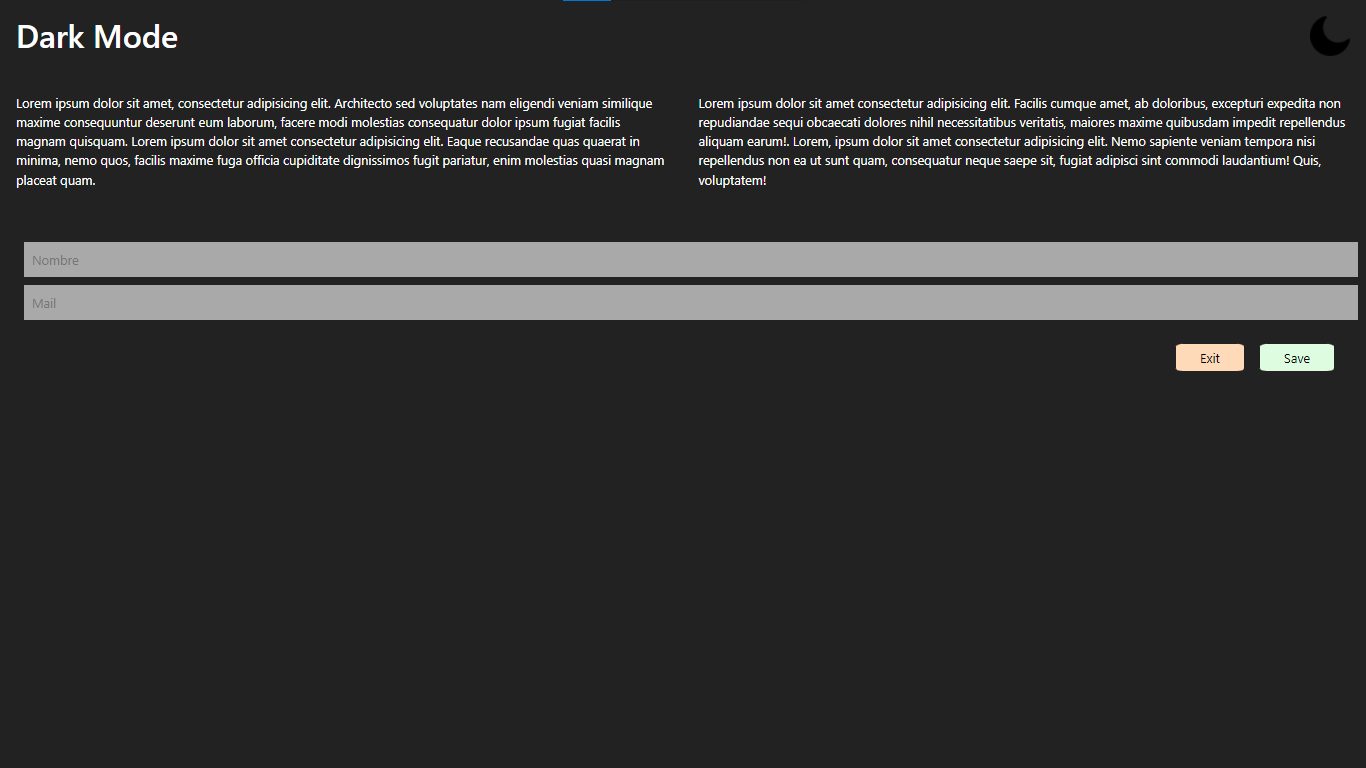 Dark Mode
Lorem ipsum dolor sit amet, consectetur adipisicing elit. Architecto sed voluptates nam eligendi veniam similique
maxime consequuntur deserunt eum laborum, facere modi molestias consequatur dolor ipsum fugiat facilis
magnam quisquam. Lorem ipsum dolor sit amet consectetur adipisicing elit. Eaque recusandae quas quaerat in
minima, nemo quos, facilis maxime fuga officia cupiditate dignissimos fugit pariatur, enim molestias quasi magnam
placeat quam.
Lorem ipsum dolor sit amet consectetur adipisicing elit. Facilis cumque amet, ab doloribus, excepturi expedita non
repudiandae sequi obcaecati dolores nihil necessitatibus veritatis, maiores maxime quibusdam impedit repellendus
aliquam earum!. Lorem, ipsum dolor sit amet consectetur adipisicing elit. Nemo sapiente veniam tempora nisi
repellendus non ea ut sunt quam, consequatur neque saepe sit, fugiat adipisci sint commodi laudantium! Quis,
voluptatem!
Nombre
Mail
Exit
Save